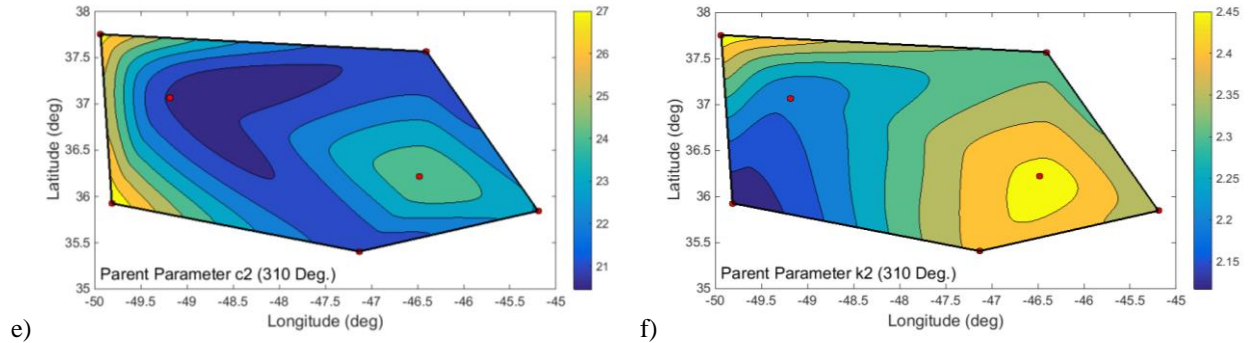 38
37.5
37
36.5
36
35.5
35
Latitude (deg)
Parent Parameter c2 (310 Deg.)
-50 -49.5 -49 -48.5 -48 -47.5 -47 -46.5 -46 -45.5 -45
Longitude (deg)
27
26
25
24
23
22
21
e)
38
37.5
37
36.5
36
35.5
35
Latitude (deg)
Parent Parameter k2 (310 Deg.)
-50 -49.5 -49 -48.5 -48 -47.5 -47 -46.5 -46 -45.5 -45
Longitude (deg)
2.45
2.4
2.35
2.3
2.25
2.2
2.15
f)